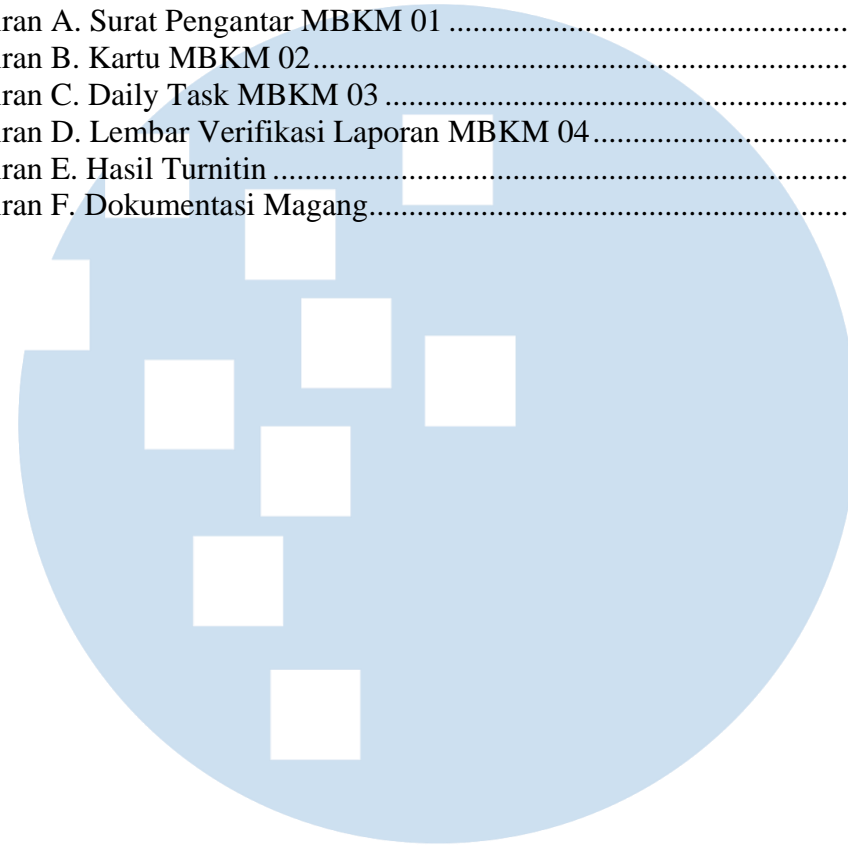 ran A. Surat Pengantar MBKM 01 ........................................................
ran B. Kartu MBKM 02........................................................................
ran C. Daily Task MBKM 03 ...............................................................
ran D. Lembar Verifikasi Laporan MBKM 04....................................
ran E. Hasil Turnitin ..........................................................................
ran F. Dokumentasi Magang................................................................